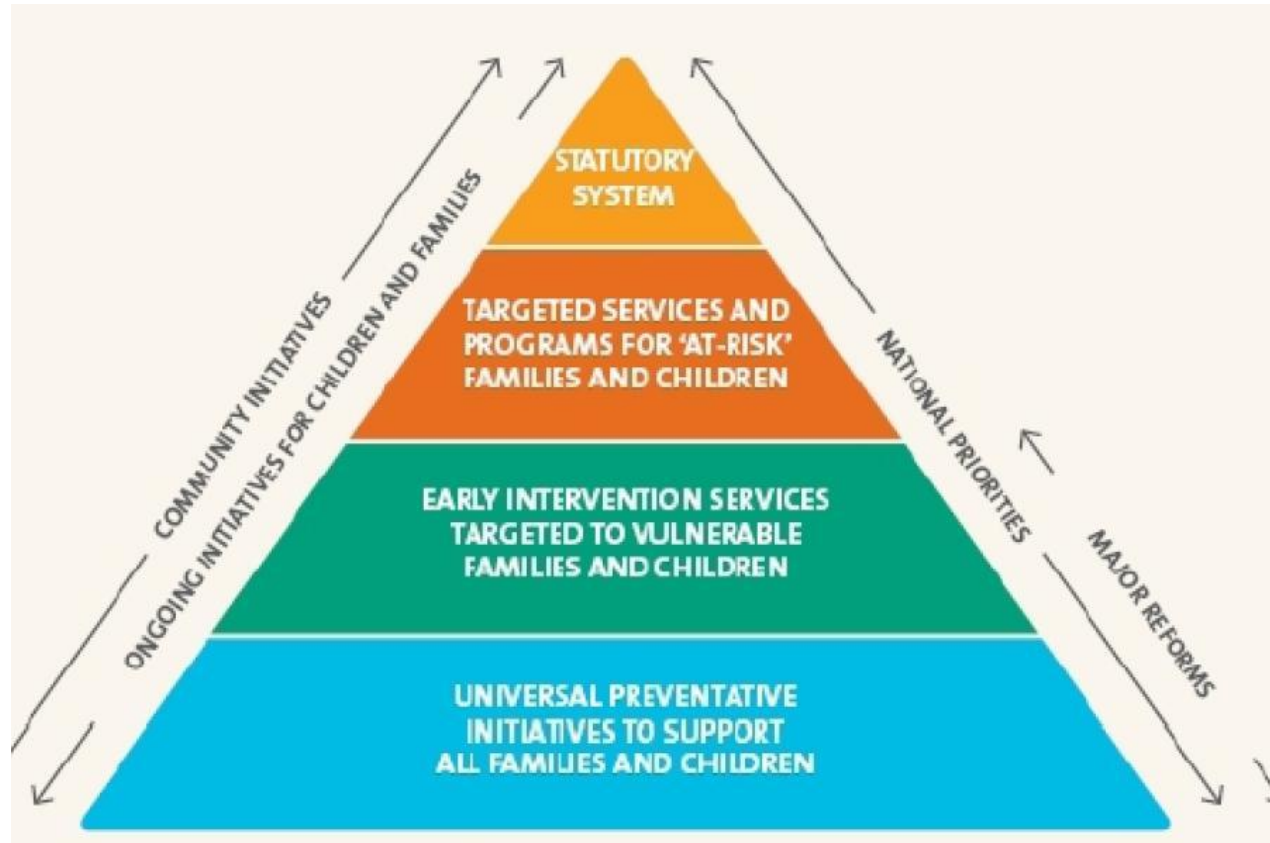 STATUTORY
SYSTEM
TARGETED SERVICES AND
PROGRAMS FOR ‘AT-RISK’
FAMILIES AND CHILDREN
EARLY INTERVENTION SERVICES
TARGETED TO VULNERABLE
FAMILIES AND CHILDREN
UNIVERSAL PREVENTATIVE
INITIATIVES TO SUPPORT
ALL FAMILIES AND CHILDREN
COMMUNITY INITIATIVES
ONGOING INITIATIVES FOR CHILDREN AND FAMILIES
NATIONAL PRIORITIES
MAJOR REFORMS